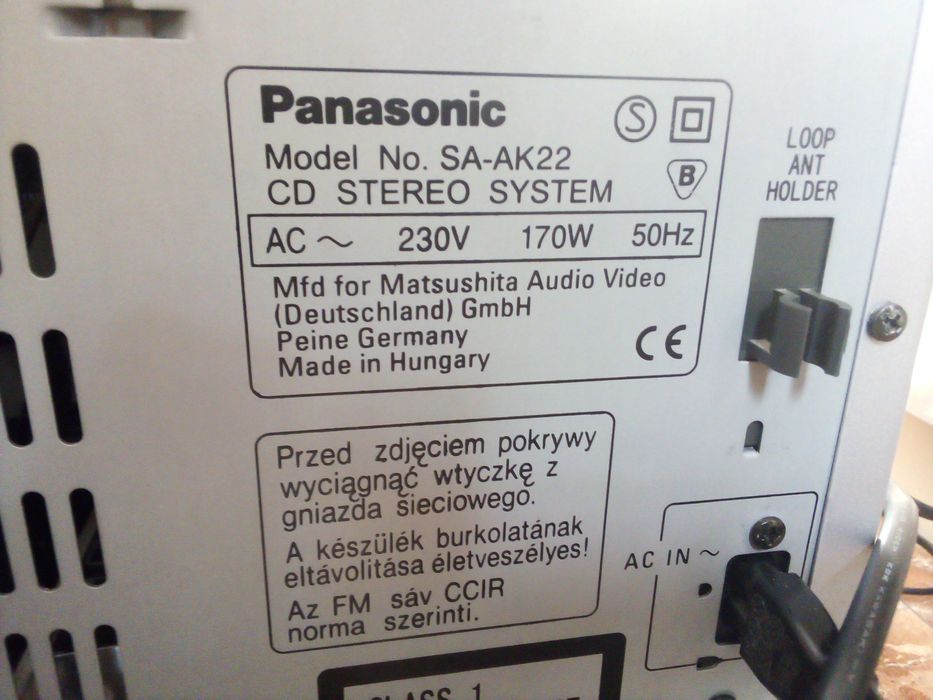 Panasonic
S
Model No. SA-AK22
B
CD STEREO SYSTEM
AC ~ 230V 170W 50Hz
Mfd for Matsushita Audio Video
(Deutschland) GmbH
Peine Germany
Made in Hungary
CE
LOOP
ANT
HOLDER
Przed zdjęciem pokrywy
wyciągnąć wtyczkę z
gniazda sieciowego.
A készülék burkolatának
eltávolitása életveszélyes!
Az FM sáv CCIR
norma szerinti.
AC IN ~
CLASS 1